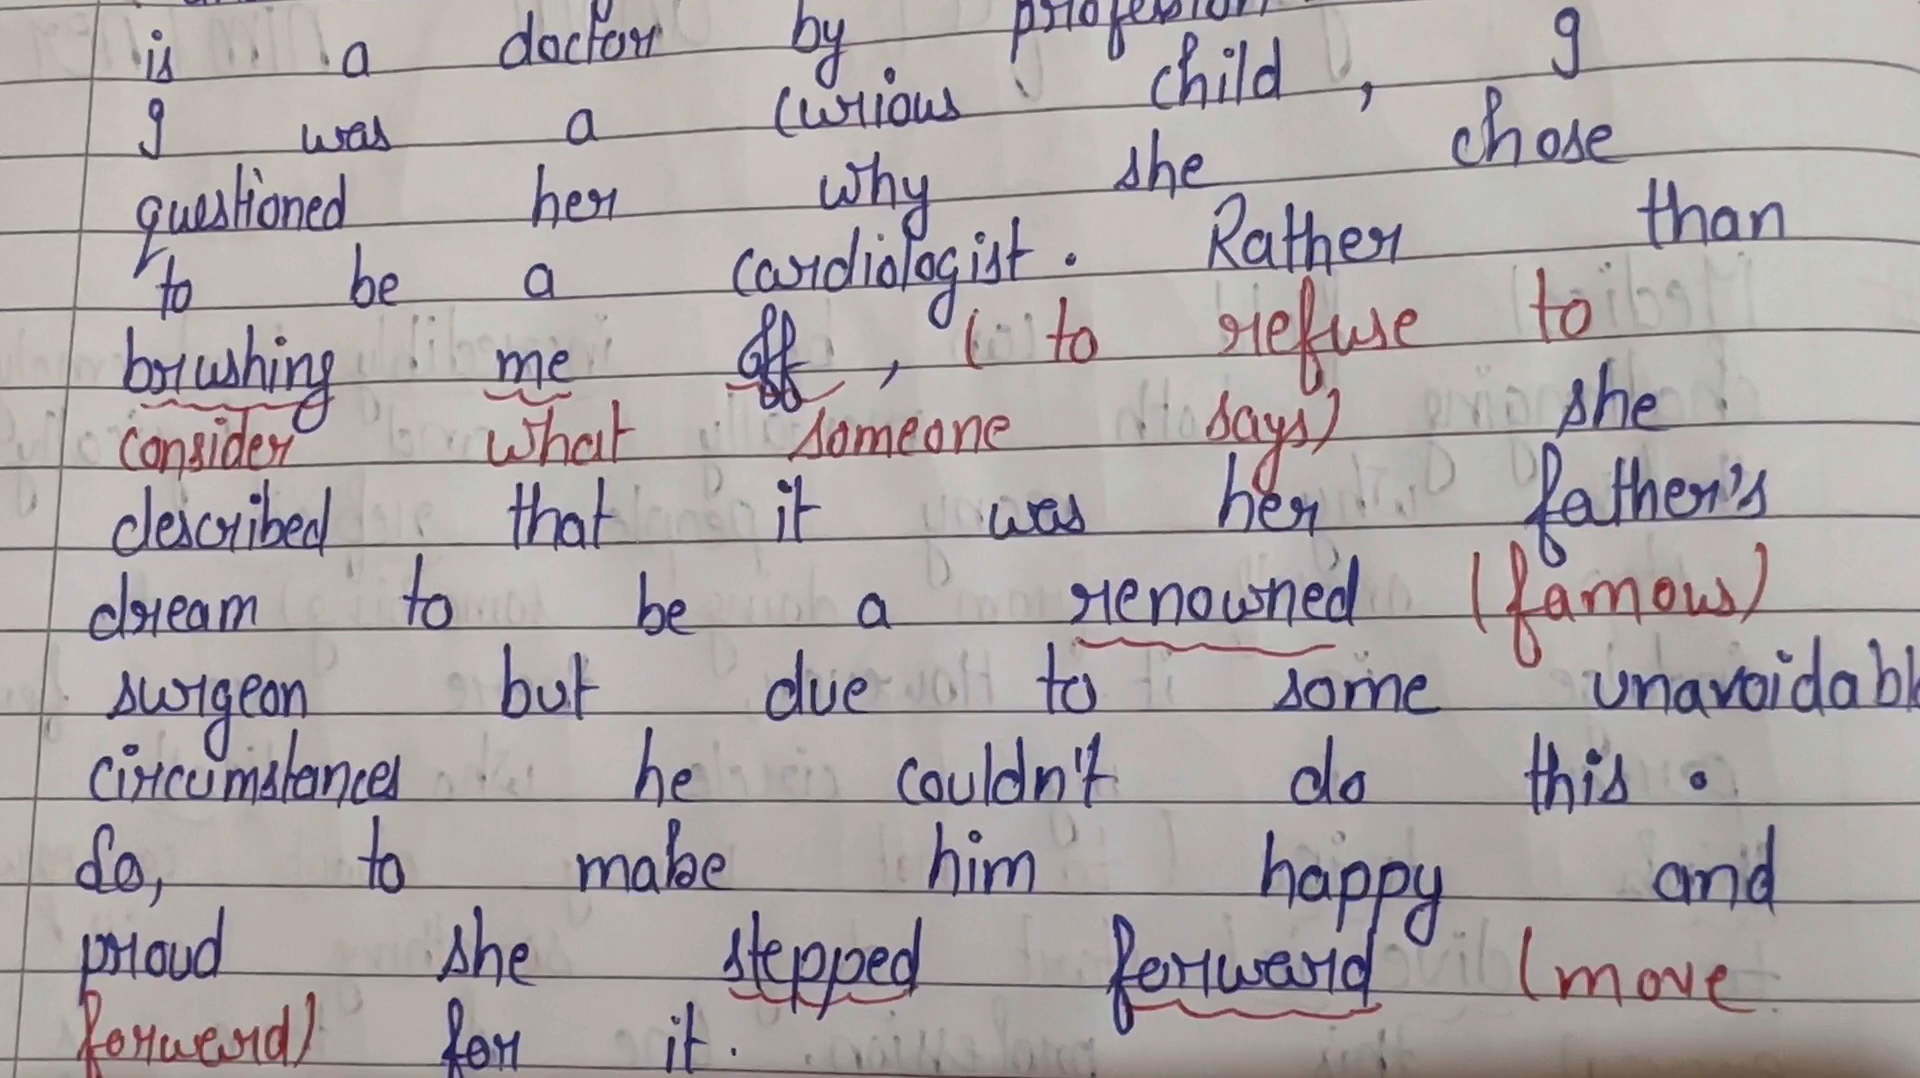 is a doctor by profession
I was a curious child, I
questioned her why she chose
to be a cardiologist. Rather than
brushing me off, (to refuse to
consider what someone says) she
described that it was her father's
dream to be a renowned (famous)
surgeon but due to some unavoidabl
circumstances he couldn't do this.
So, to make him happy and
proud she stepped forward (move
forward) for it.